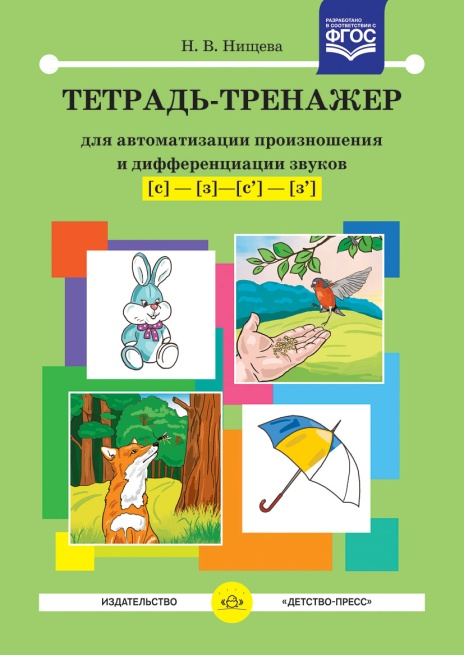 РАЗРАБОТАНО
В СООТВЕТСТВИИ С
ФГОС
Н. В. Нищева
ТЕТРАДЬ-ТРЕНАЖЕР
для автоматизации произношения
и дифференциации звуков
[с] — [з]—[с’] — [з’]
ИЗДАТЕЛЬСТВО
«ДЕТСТВО-ПРЕСС»